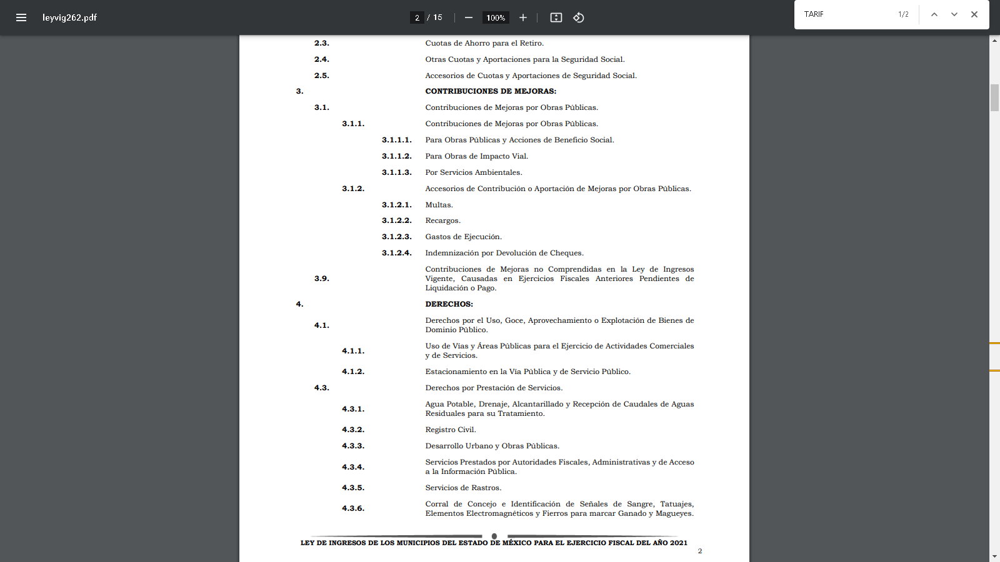 leyvig262.pdf
2 / 15
100%
TARIF
1/2
2.3. Cuotas de Ahorro para el Retiro.
2.4. Otras Cuotas y Aportaciones para la Seguridad Social.
2.5. Accesorios de Cuotas y Aportaciones de Seguridad Social.
3. CONTRIBUCIONES DE MEJORAS:
3.1. Contribuciones de Mejoras por Obras Públicas.
3.1.1. Contribuciones de Mejoras por Obras Públicas.
3.1.1.1. Para Obras Públicas y Acciones de Beneficio Social.
3.1.1.2. Para Obras de Impacto Vial.
3.1.1.3. Por Servicios Ambientales.
3.1.2. Accesorios de Contribución o Aportación de Mejoras por Obras Públicas.
3.1.2.1. Multas.
3.1.2.2. Recargos.
3.1.2.3. Gastos de Ejecución.
3.1.2.4. Indemnización por Devolución de Cheques.
Contribuciones de Mejoras no Comprendidas en la Ley de Ingresos
3.9. Vigente, Causadas en Ejercicios Fiscales Anteriores Pendientes de
Liquidación o Pago.
4. DERECHOS:
4.1. Derechos por el Uso, Goce, Aprovechamiento o Explotación de Bienes de
Dominio Público.
4.1.1. Uso de Vías y Áreas Públicas para el Ejercicio de Actividades Comerciales
y de Servicios.
4.1.2. Estacionamiento en la Vía Pública y de Servicio Público.
4.3. Derechos por Prestación de Servicios.
4.3.1. Agua Potable, Drenaje, Alcantarillado y Recepción de Caudales de Aguas
Residuales para su Tratamiento.
4.3.2. Registro Civil.
4.3.3. Desarrollo Urbano y Obras Públicas.
4.3.4. Servicios Prestados por Autoridades Fiscales, Administrativas y de Acceso
a la Información Pública.
4.3.5. Servicios de Rastros.
4.3.6. Corral de Concejo e Identificación de Señales de Sangre, Tatuajes,
Elementos Electromagnéticos y Fierros para marcar Ganado y Magueyes.
LEY DE INGRESOS DE LOS MUNICIPIOS DEL ESTADO DE MÉXICO PARA EL EJERCICIO FISCAL DEL AÑO 2021
2